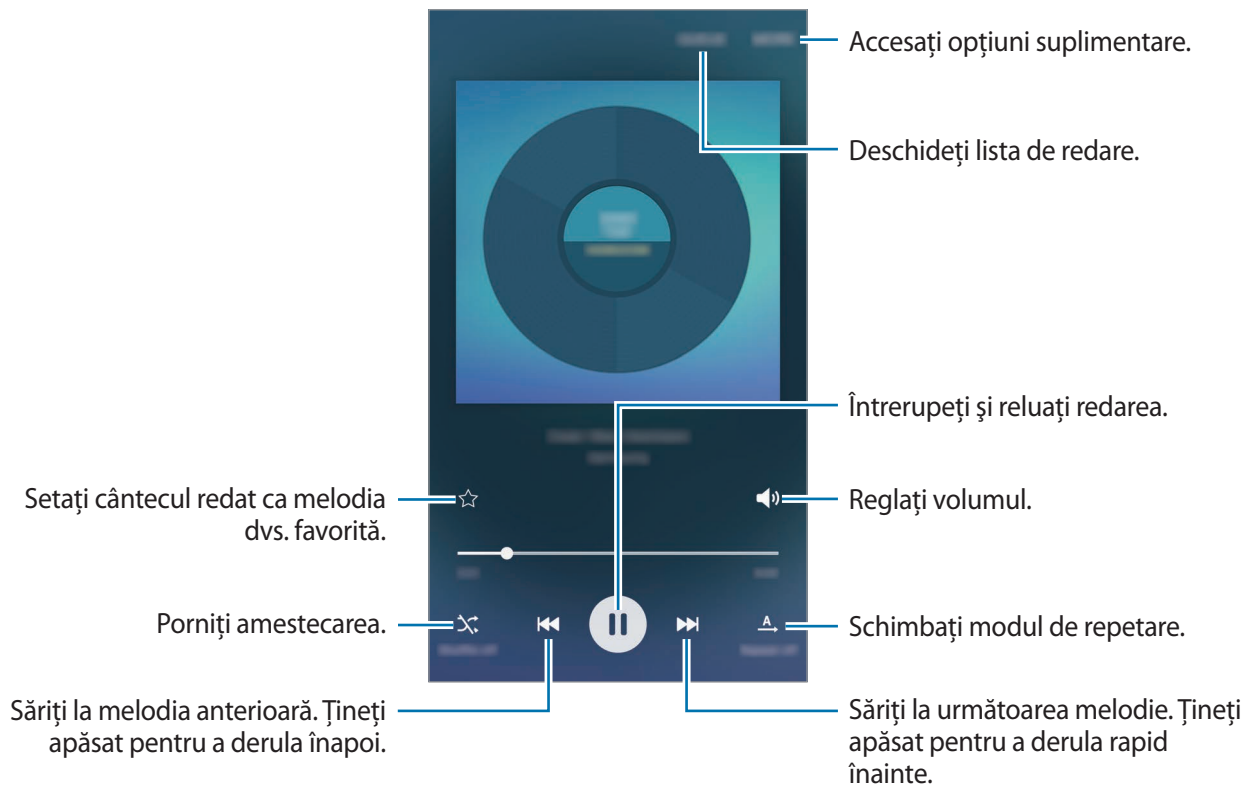 Accesați opțiuni suplimentare.
Deschideți lista de redare.
Întrerupeți şi reluați redarea.
Setați cântecul redat ca melodia
dvs. favorită.
Reglați volumul.
Porniți amestecarea.
A
Schimbați modul de repetare.
Săriți la melodia anterioară. Țineți
apăsat pentru a derula înapoi.
Săriți la următoarea melodie. Țineți
apăsat pentru a derula rapid
înainte.